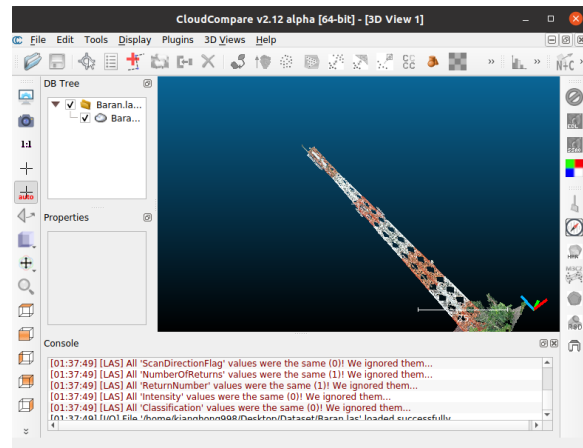 CloudCompare v2.12 alpha [64-bit] - [3D View 1]
File Edit Tools Display Plugins 3D Views Help
N+C
DB Tree
Baran.la...
Bara...
1:1
auto
Properties
Console
[01:37:49] [LAS] All 'ScanDirectionFlag' values were the same (0)! We ignored them...
[01:37:49] [LAS] All 'NumberOfReturns' values were the same (1)! We ignored them...
[01:37:49] [LAS] All 'ReturnNumber' values were the same (1)! We ignored them...
[01:37:49] [LAS] All 'Intensity' values were the same (0)! We ignored them...
[01:37:49] [LAS] All 'Classification' values were the same (0)! We ignored them...
[01:37:49] [I/O] File '/home/kianghong998/Desktop/Dataset/Baran.las' loaded successfully